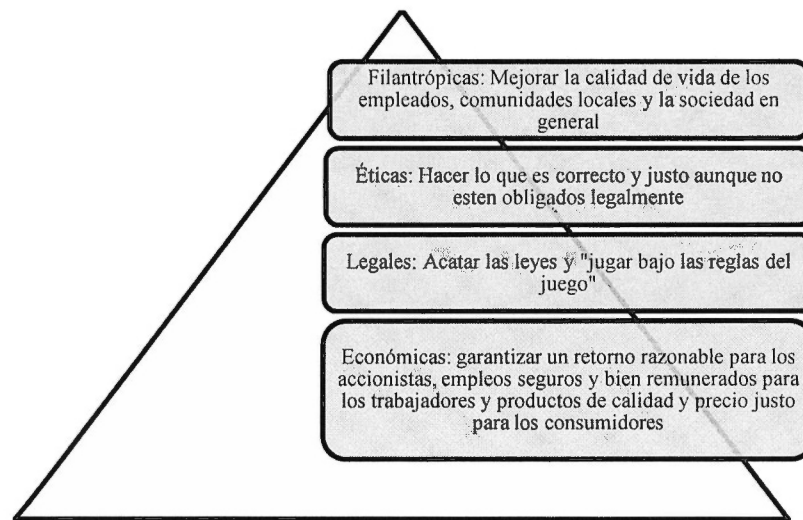 Filantrópicas: Mejorar la calidad de vida de los
empleados, comunidades locales y la sociedad en
general
Éticas: Hacer lo que es correcto y justo aunque no
esten obligados legalmente
Legales: Acatar las leyes y "jugar bajo las reglas del
juego"
Económicas: garantizar un retorno razonable para los
accionistas, empleos seguros y bien remunerados para
los trabajadores y productos de calidad y precio justo
para los consumidores